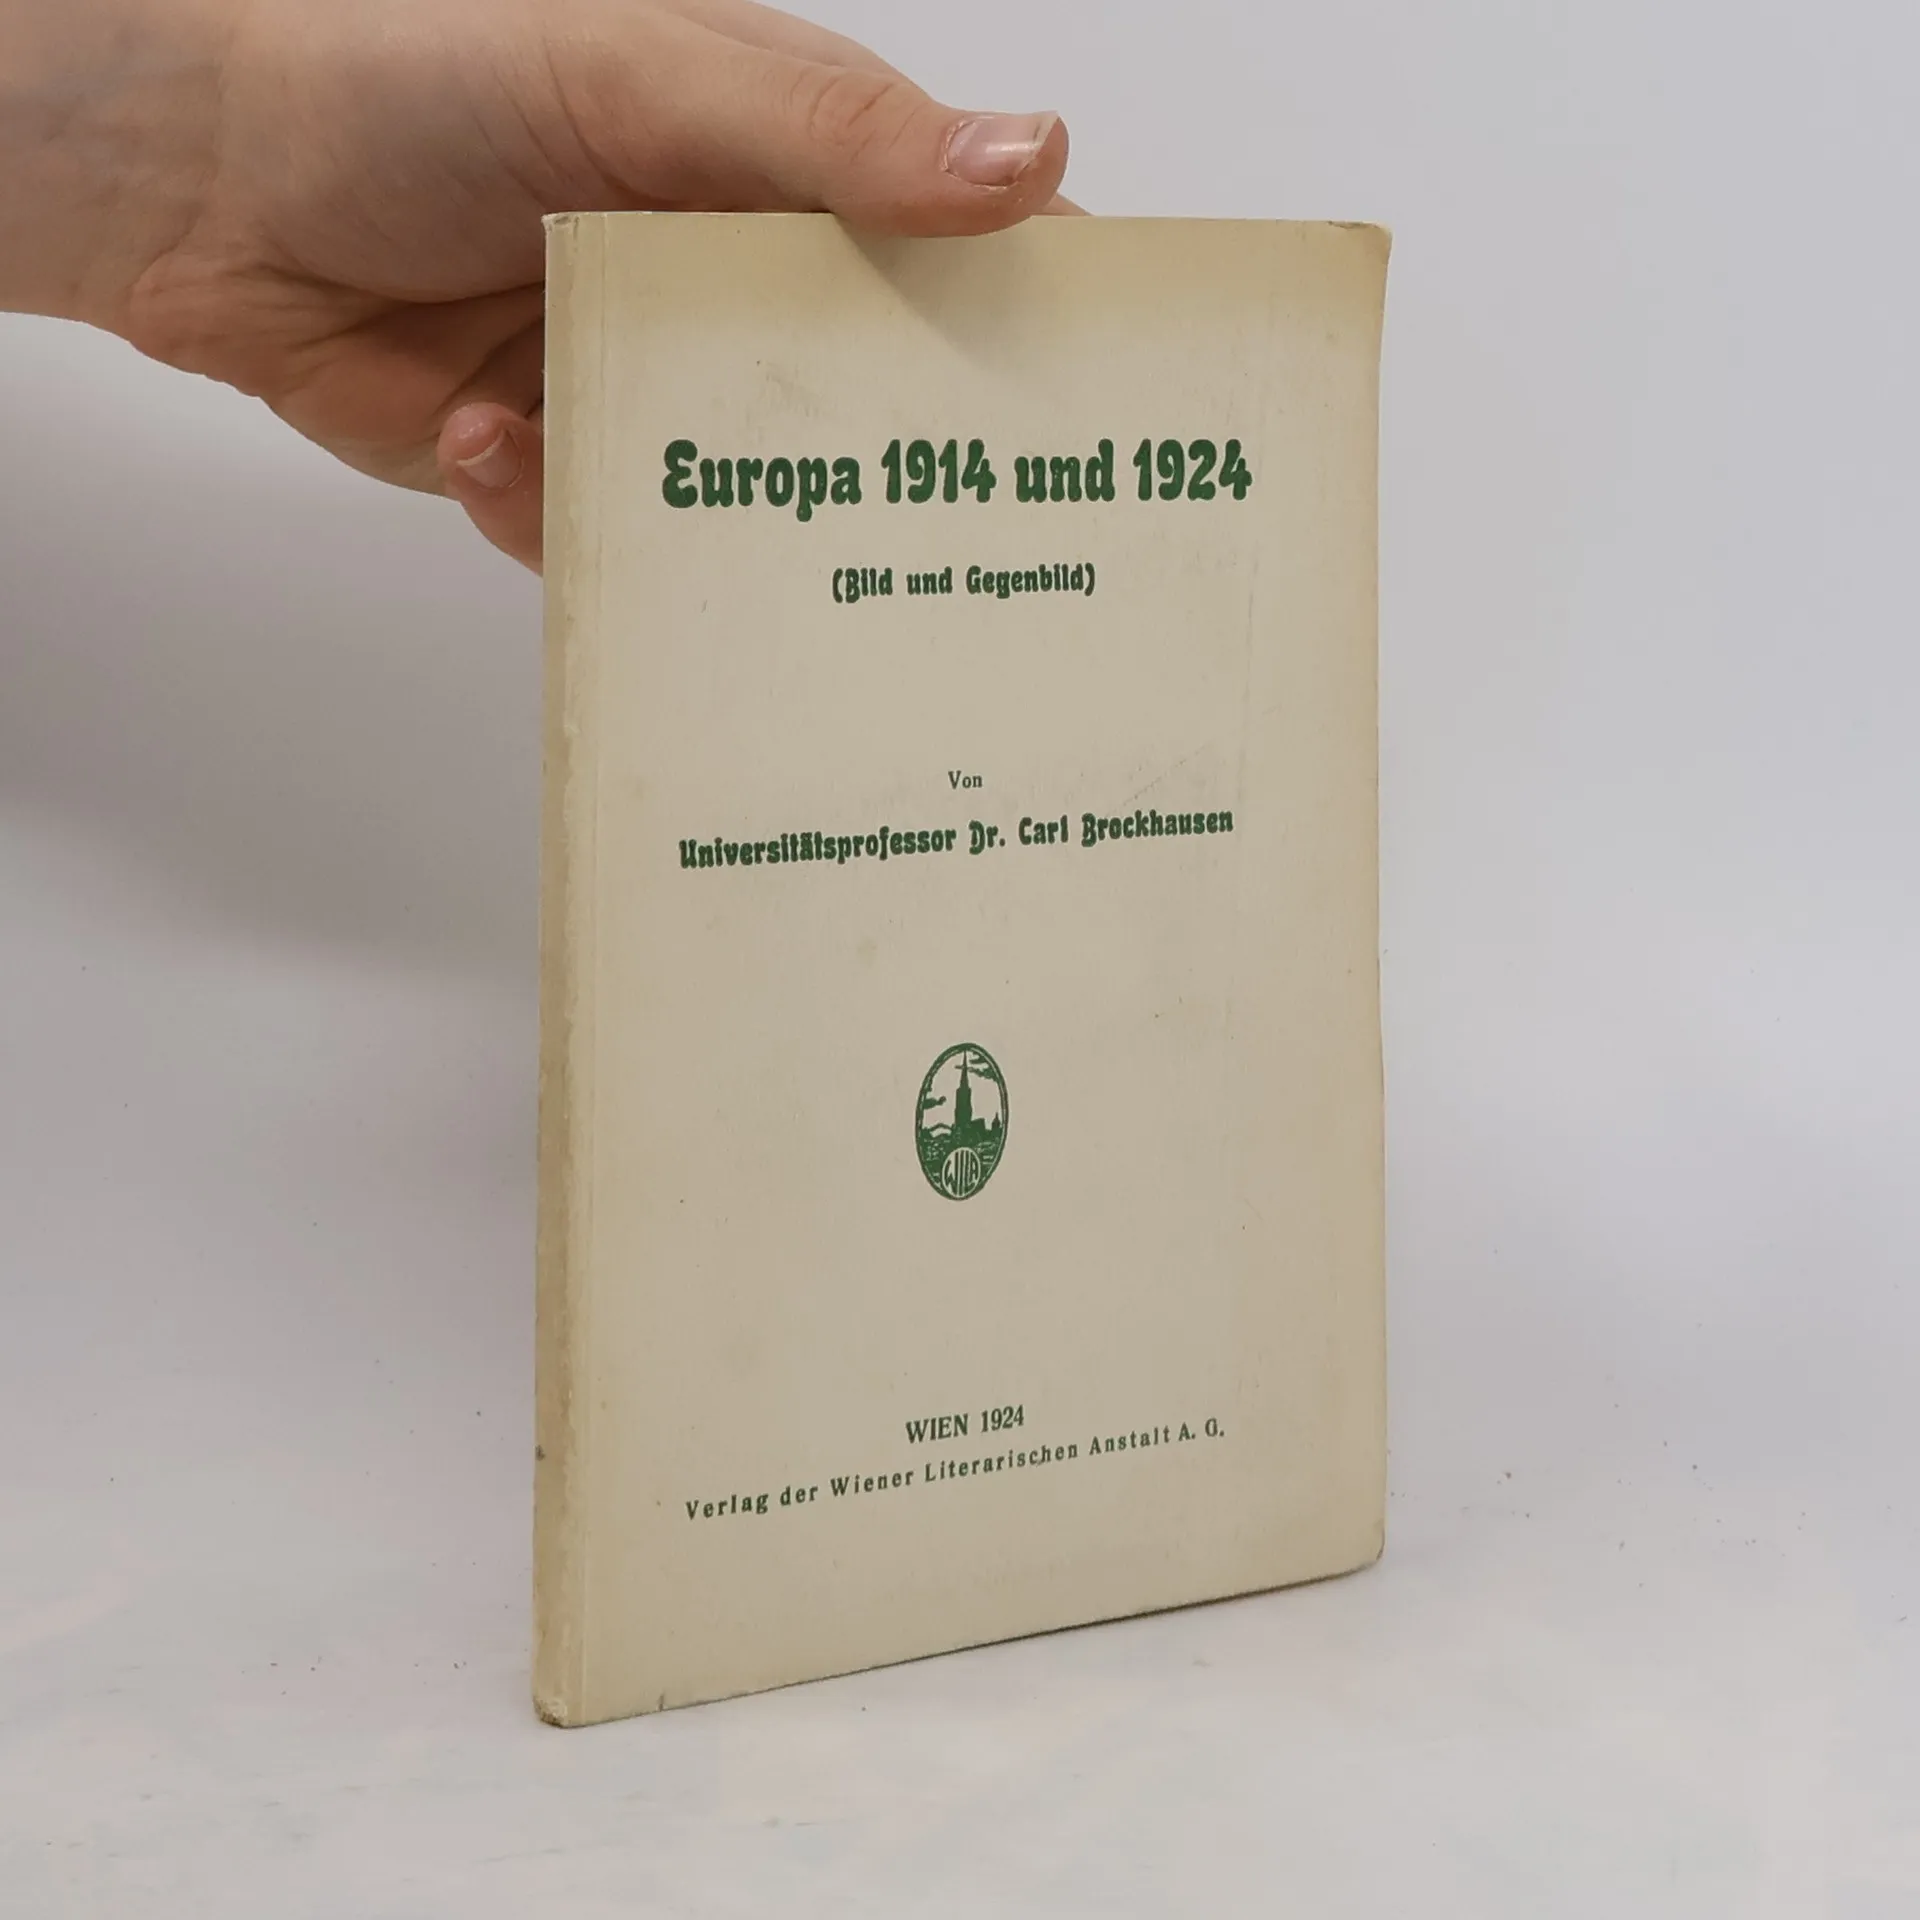 Europa 1914 und 1924
(Bild und Gegenbild)
Von
Universitätsprofessor Dr. Carl Brockhausen
WILA
WIEN 1924
Verlag der Wiener Literarischen Anstalt A. G.